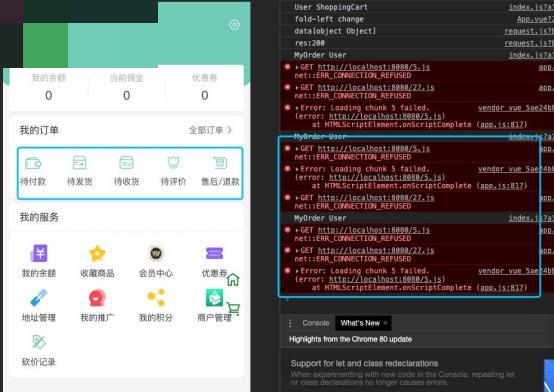 我的余额 当前佣金 优惠券
0 0 0
我的订单 全部订单 >
待付款 待发货 待收货 待评价 售后/退款
我的服务
我的余额 收藏商品 会员中心 优惠券
地址管理 我的推广 我的积分 商户管理
砍价记录
User ShoppingCart index.js?a
fold-left change App.vue?
data[object Object] request.js?
res:200 request.js?
MyOrder User index.js?a
GET http://localhost:8080/5.js app.
net::ERR_CONNECTION_REFUSED
GET http://localhost:8080/27.js app.
net::ERR_CONNECTION_REFUSED
Error: Loading chunk 5 failed. vendor_vue_5ae24b
(error: http://localhost:8080/5.js)
at HTMLScriptElement.onScriptComplete (app.js:817)
MyOrder User index.js?a
GET http://localhost:8080/5.js app.
net::ERR_CONNECTION_REFUSED
Error: Loading chunk 5 failed. vendor_vue_5ae24b
(error: http://localhost:8080/5.js)
at HTMLScriptElement.onScriptComplete (app.js:817)
GET http://localhost:8080/27.js app.
net::ERR_CONNECTION_REFUSED
MyOrder User index.js?a
GET http://localhost:8080/5.js app.
net::ERR_CONNECTION_REFUSED
GET http://localhost:8080/27.js app.
net::ERR_CONNECTION_REFUSED
Error: Loading chunk 5 failed. vendor_vue_5ae24b
(error: http://localhost:8080/5.js)
at HTMLScriptElement.onScriptComplete (app.js:817)
Console What's New ×
Highlights from the Chrome 80 update
Support for let and class redeclarations
When experimenting with new code in the Console, repeating let
or class declarations no longer causes errors.